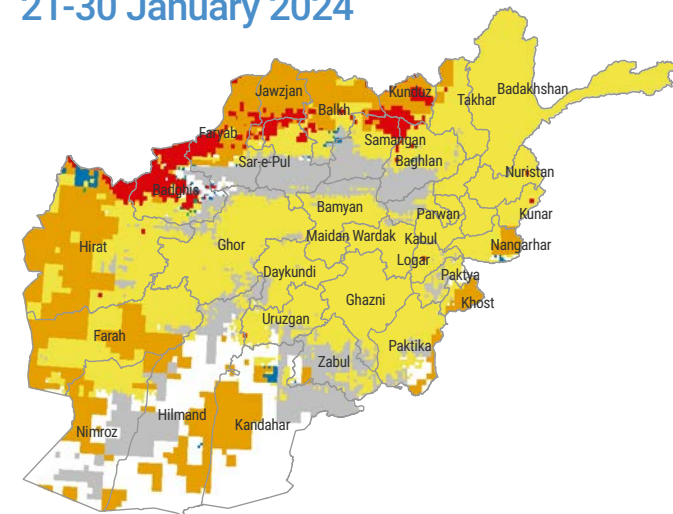 21-30 January 2024
Jawzjan
Kunduz
Badakhshan
Takhar
Balkh
Faryab
Samangan
Sar-e-Pul
Baghlan
Nuristan
Badghis
Bamyan
Parwan
Kunar
Maidan Wardak
Kabul
Nangarhar
Hirat
Ghor
Logar
Daykundi
Paktya
Ghazni
Khost
Uruzgan
Farah
Paktika
Zabul
Hilmand
Kandahar
Nimroz